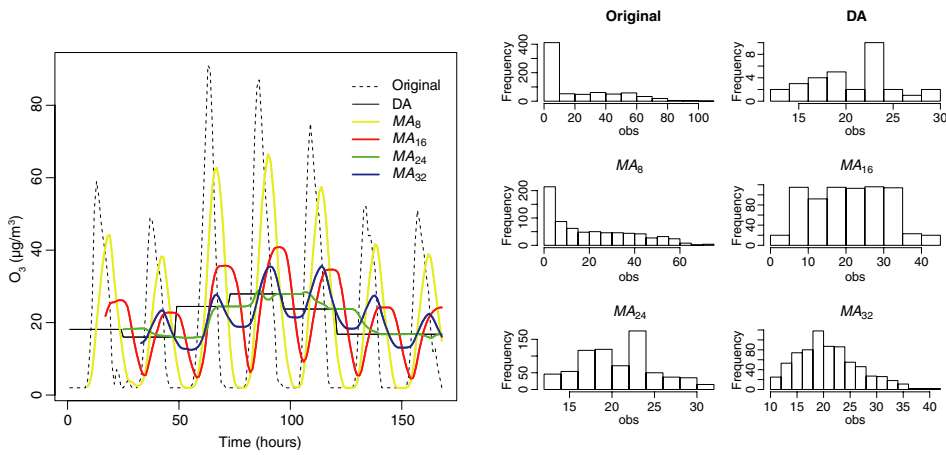 O₃ (µg/m³)
0 20 40 60 80
0 50 100 150
Time (hours)
Original
DA
MA₈
MA₁₆
MA₂₄
MA₃₂
Original
Frequency
0 200 400
0 20 40 60 80 100
obs
DA
Frequency
0 4 8
15 20 25 30
obs
MA₈
Frequency
0 100 200
0 20 40 60
obs
MA₁₆
Frequency
0 40 80
0 10 20 30 40
obs
MA₂₄
Frequency
0 50 150
15 20 25 30
obs
MA₃₂
Frequency
0 40 80
10 15 20 25 30 35 40
obs